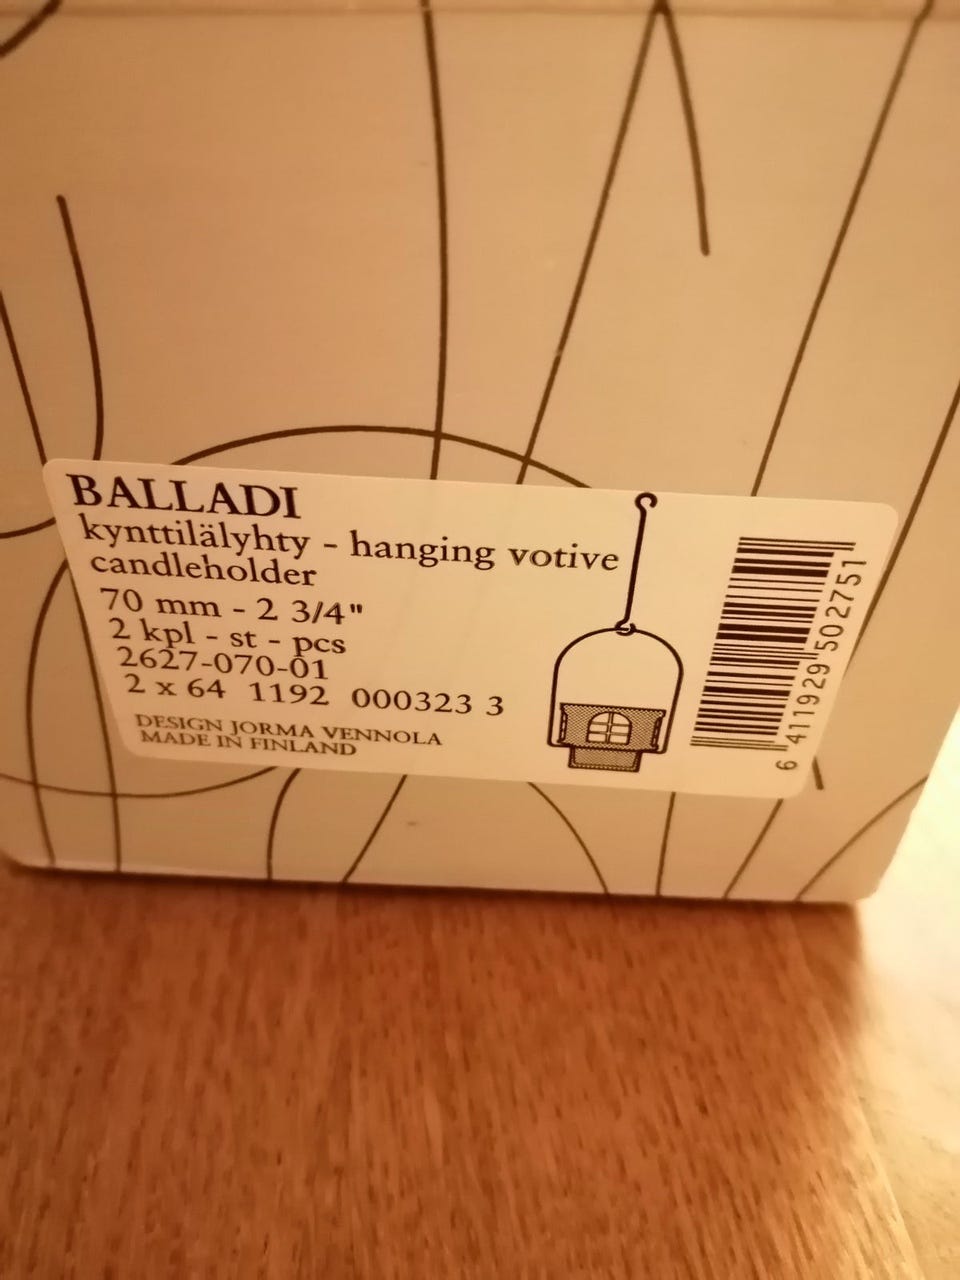 BALLADI
kynttilälyhty - hanging votive
candleholder
70 mm - 2 3/4"
2 kpl - st - pcs
2627-070-01
2 x 64 1192 000323 3
DESIGN JORMA VENNOLA
MADE IN FINLAND
6 411929 502751